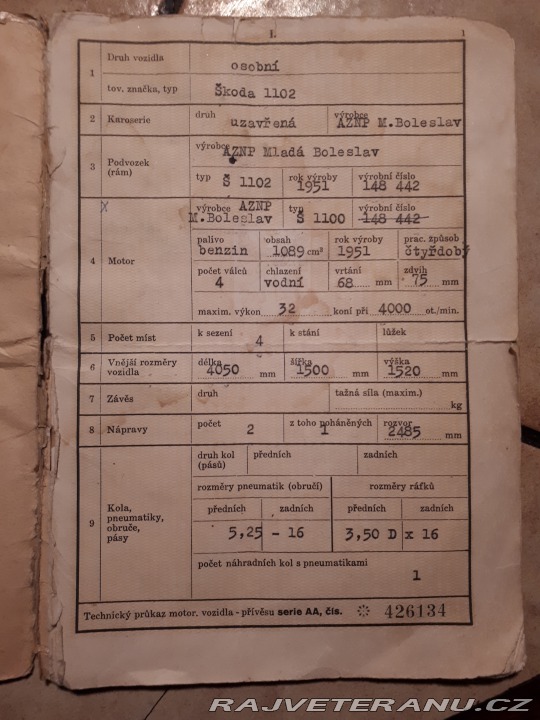 I. 1
1 Druh vozidla osobní
tov. značka, typ Škoda 1102
2 Karoserie druh uzavřená výrobce AZNP M.Boleslav
3 Podvozek (rám) výrobce AZNP Mladá Boleslav
typ Š 1102 rok výroby 1951 výrobní číslo 148 442
x
4 Motor výrobce AZNP M.Boleslav typ Š 1100 výrobní číslo 148 442
palivo benzin obsah 1089 cm³ rok výroby 1951 prac. způsob čtyřdobý
počet válců 4 chlazení vodní vrtání 68 mm zdvih 75 mm
maxim. výkon 32 koní při 4000 ot./min.
5 Počet míst k sezení 4 k stání lůžek
6 Vnější rozměry vozidla délka 4050 mm šířka 1500 mm výška 1520 mm
7 Závěs druh tažná síla (maxim.) kg
8 Nápravy počet 2 z toho poháněných 1 rozvor 2485 mm
9 Kola, pneumatiky, obruče, pásy
druh kol (pásů) předních zadních
rozměry pneumatik (obručí) rozměry ráfků
předních zadních předních zadních
5,25 - 16 3,50 D x 16
počet náhradních kol s pneumatikami 1
Technický průkaz motor. vozidla - přívěsu serie AA, čís. 426134
RAJVETERANU.CZ